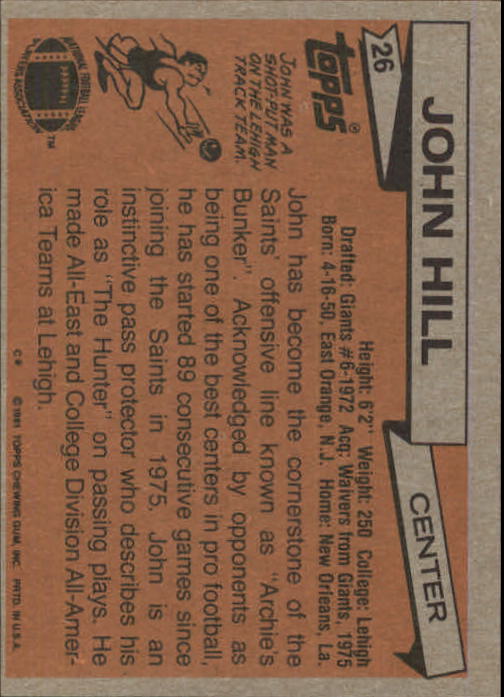 JOHN HILL
CENTER
26
topps®
Height: 6'2" Weight: 250 College: Lehigh
Drafted: Giants #6-1972 Acq: Waivers from Giants, 1975
Born: 4-16-50, East Orange, N.J. Home: New Orleans, La.
JOHN WAS A
SHOT-PUT MAN
ON THE LEHIGH
TRACK TEAM.
John has become the cornerstone of the
Saints' offensive line known as "Archie's
Bunker". Acknowledged by opponents as
being one of the best centers in pro football,
he has started 89 consecutive games since
joining the Saints in 1975. John is an
instinctive pass protector who describes his
role as "The Hunter" on passing plays. He
made All-East and College Division All-Amer-
ica Teams at Lehigh.
NATIONAL FOOTBALL LEAGUE
PLAYERS ASSOCIATION
TM
C* © 1981 TOPPS CHEWING GUM, INC. PRTD. IN U.S.A.